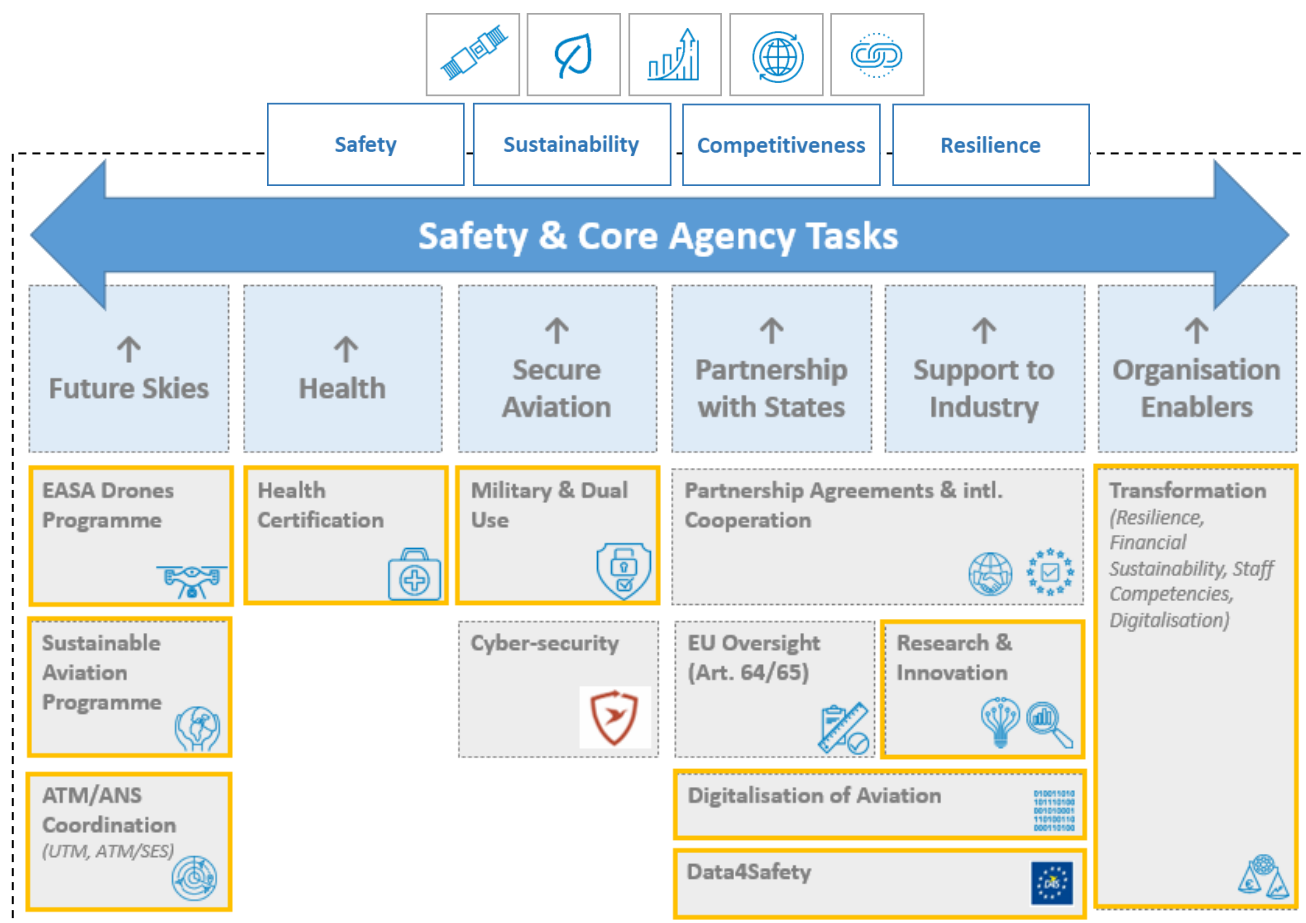 Safety
Sustainability
Competitiveness
Resilience
Safety & Core Agency Tasks
Future Skies
Health
Secure
Aviation
Partnership
with States
Support to
Industry
Organisation
Enablers
EASA Drones
Programme
Health
Certification
Military & Dual
Use
Partnership Agreements & intl.
Cooperation
Transformation
(Resilience,
Financial
Sustainability, Staff
Competencies,
Digitalisation)
Sustainable
Aviation
Programme
Cyber-security
EU Oversight
(Art. 64/65)
Research &
Innovation
ATM/ANS
Coordination
(UTM, ATM/SES)
Digitalisation of Aviation
010011010
101110100
001010001
110100110
000110100
Data4Safety
D4S
€